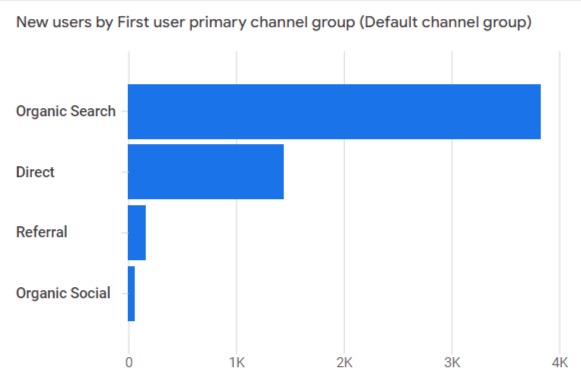 New users by First user primary channel group (Default channel group)
Organic Search
Direct
Referral
Organic Social
0 1K 2K 3K 4K